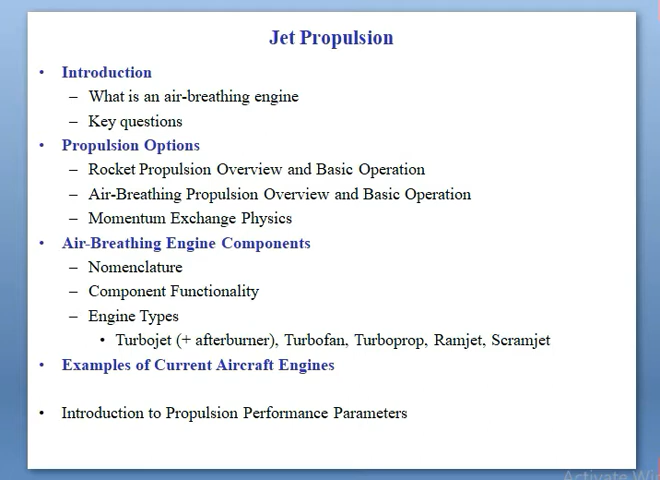 Jet Propulsion
• Introduction
– What is an air-breathing engine
– Key questions
• Propulsion Options
– Rocket Propulsion Overview and Basic Operation
– Air-Breathing Propulsion Overview and Basic Operation
– Momentum Exchange Physics
• Air-Breathing Engine Components
– Nomenclature
– Component Functionality
– Engine Types
• Turbojet (+ afterburner), Turbofan, Turboprop, Ramjet, Scramjet
• Examples of Current Aircraft Engines
• Introduction to Propulsion Performance Parameters
Activate